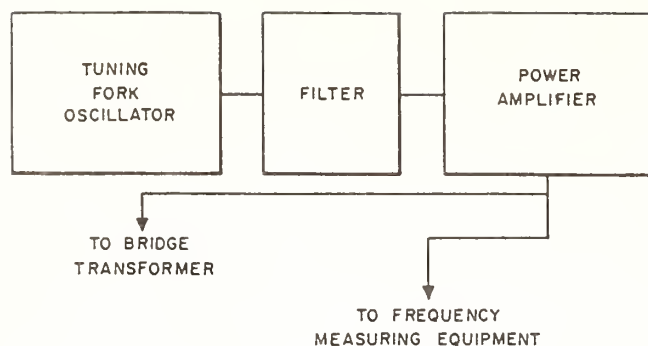 TUNING
FORK
OSCILLATOR
FILTER
POWER
AMPLIFIER
TO BRIDGE
TRANSFORMER
TO FREQUENCY
MEASURING EQUIPMENT